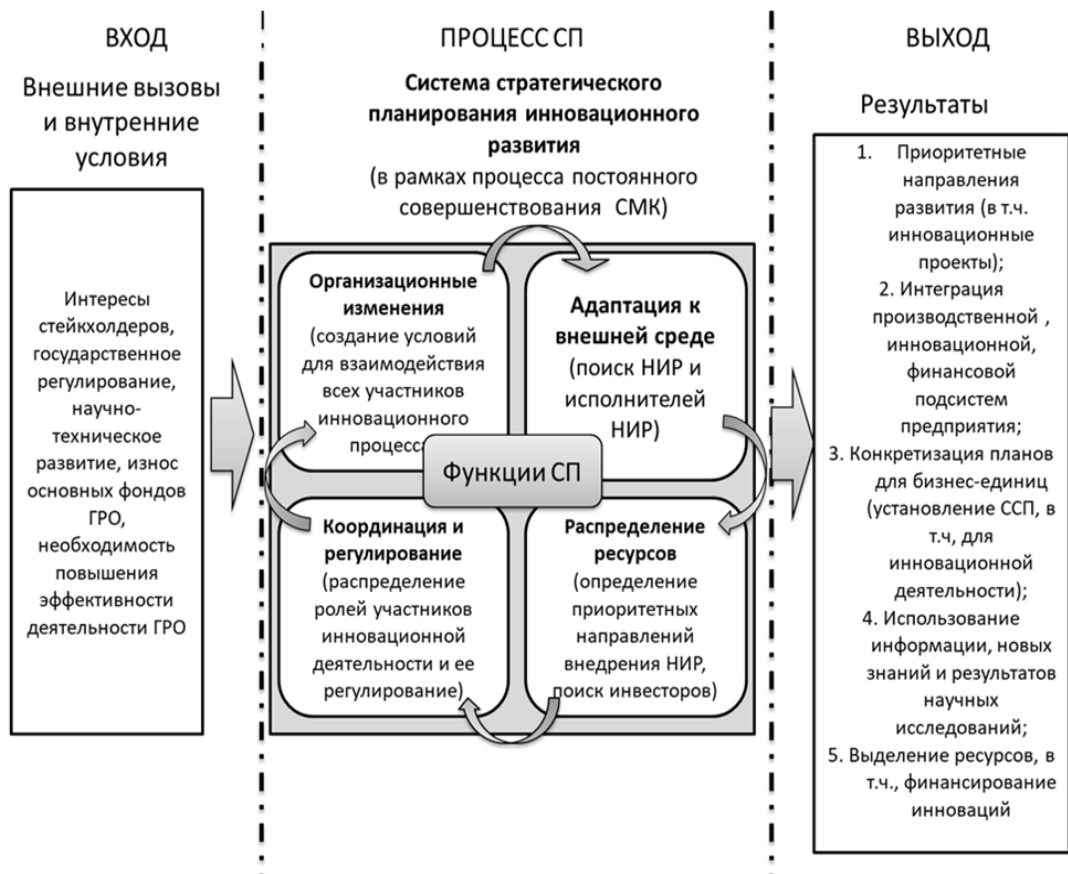 ВХОД
Внешние вызовы
и внутренние
условия
Интересы
стейкхолдеров,
государственное
регулирование,
научно-
техническое
развитие, износ
основных фондов
ГРО,
необходимость
повышения
эффективности
деятельности ГРО
ПРОЦЕСС СП
Система стратегического
планирования инновационного
развития
(в рамках процесса постоянного
совершенствования СМК)
Организационные
изменения
(создание условий
для взаимодействия
всех участников
инновационного
процесса
Адаптация к
внешней среде
(поиск НИР и
исполнителей
НИР)
Функции СП
Координация и
регулирование
(распределение
ролей участников
инновационной
деятельности и ее
регулирование)
Распределение
ресурсов
(определение
приоритетных
направлений
внедрения НИР,
поиск инвесторов)
ВЫХОД
Результаты
1. Приоритетные
направления
развития (в т.ч.
инновационные
проекты);
2. Интеграция
производственной ,
инновационной,
финансовой
подсистем
предприятия;
3. Конкретизация планов
для бизнес-единиц
(установление ССП, в
т.ч, для
инновационной
деятельности);
4. Использование
информации, новых
знаний и результатов
научных
исследований;
5. Выделение ресурсов, в
т.ч., финансирование
инноваций